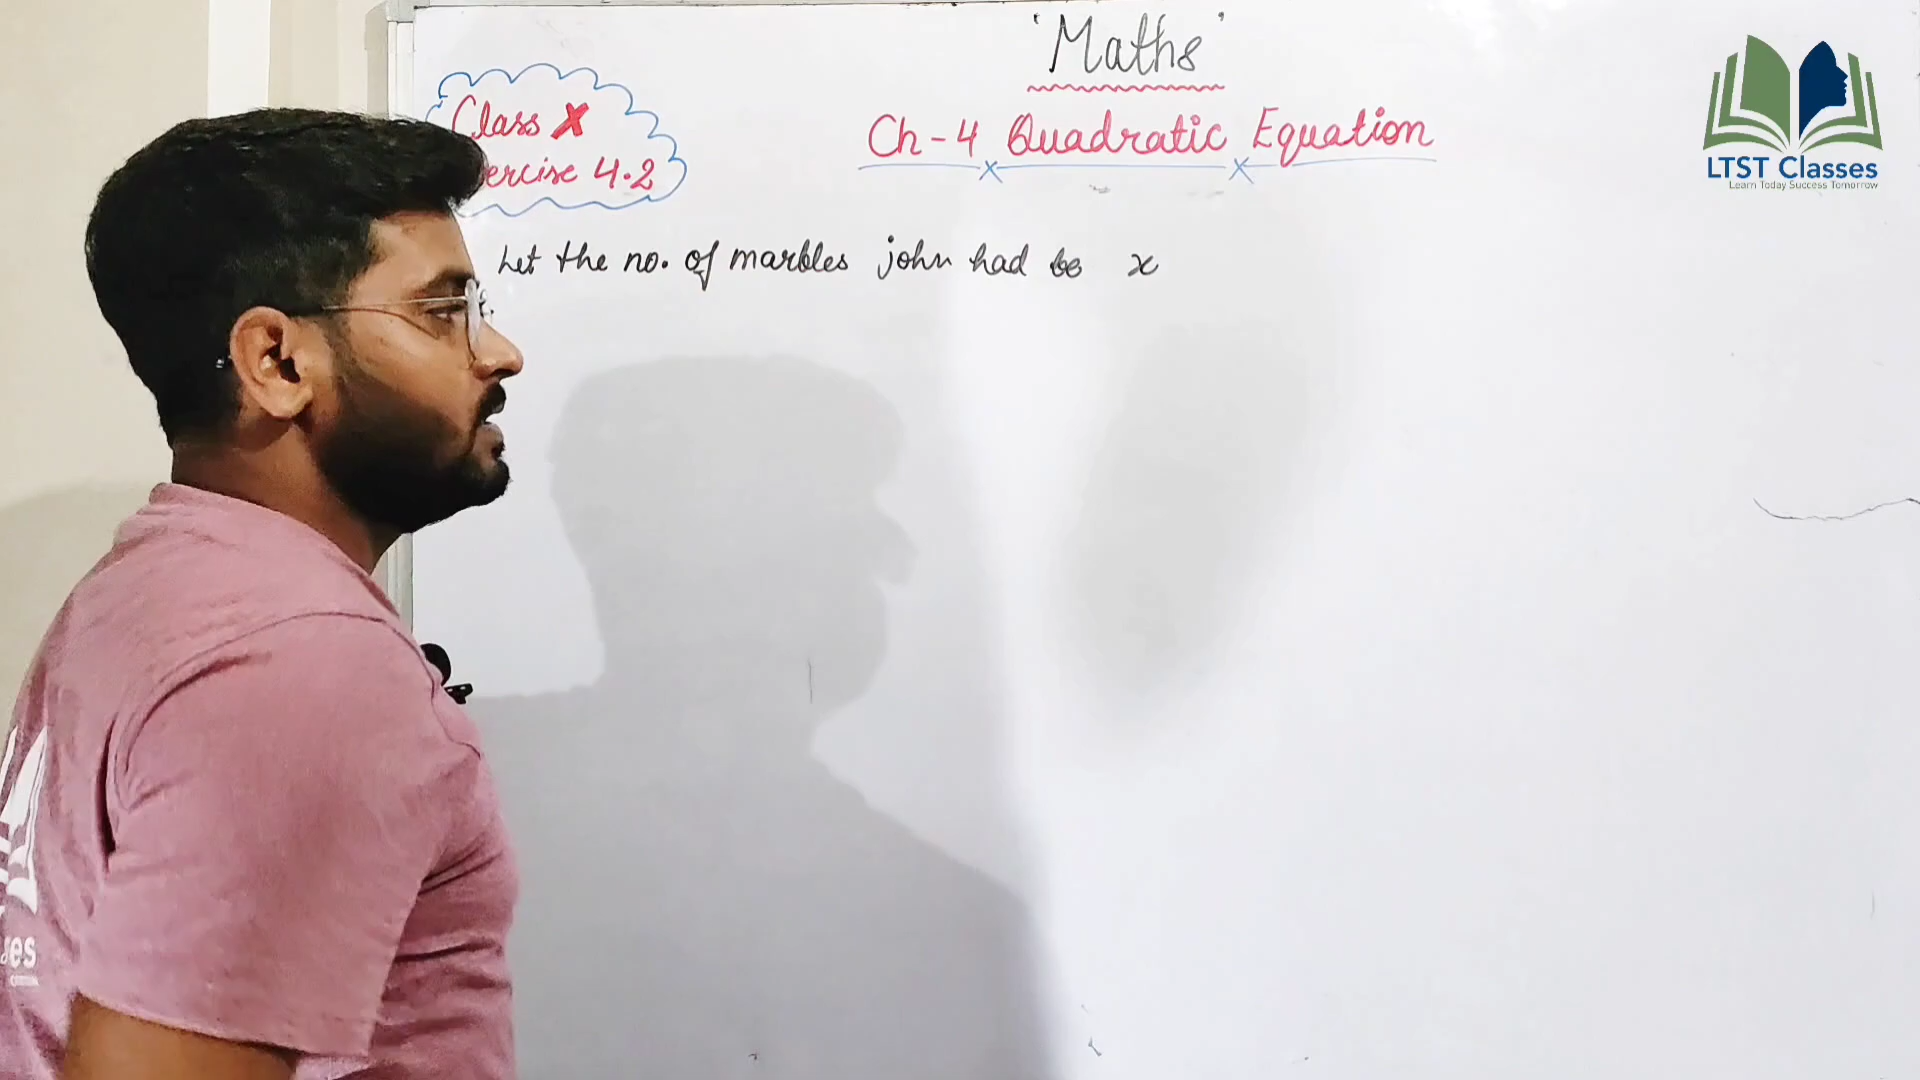 'Maths'
Class X
Ch-4 Quadratic Equation
ercise 4.2
LTST Classes
Learn Today Success Tomorrow
Let the no. of marbles john had be x
es